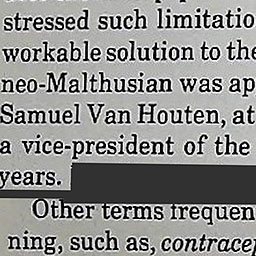 stressed such limitatio
workable solution to the
neo-Malthusian was ap
Samuel Van Houten, at
a vice-president of the
years.
Other terms frequen
ning, such as, contracep